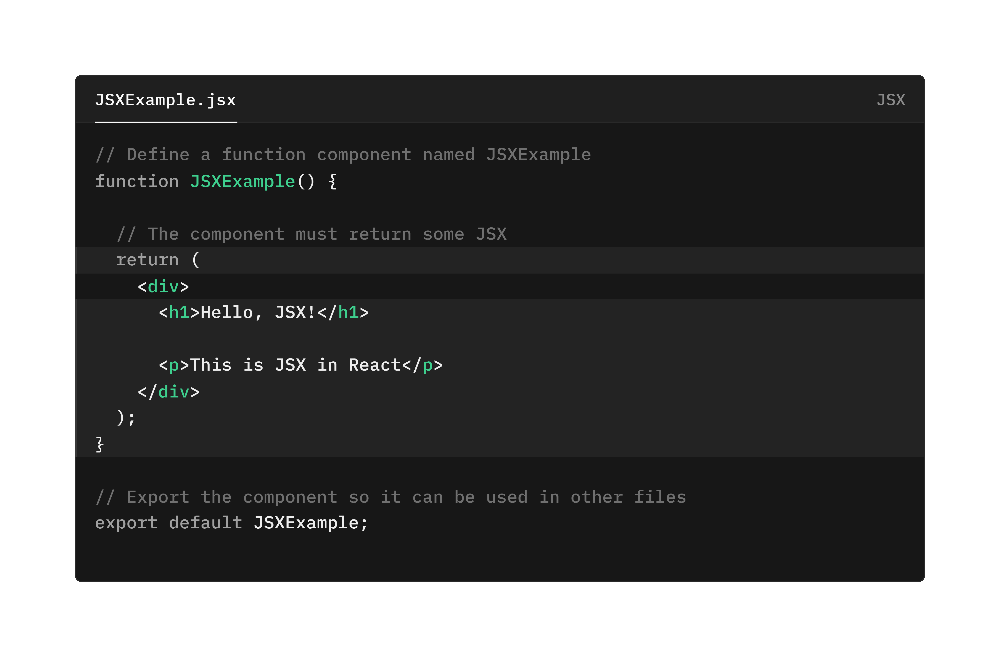 JSXExample.jsx JSX
// Define a function component named JSXExample
function JSXExample() {
  // The component must return some JSX
  return (
    <div>
      <h1>Hello, JSX!</h1>
      <p>This is JSX in React</p>
    </div>
  );
}
// Export the component so it can be used in other files
export default JSXExample;